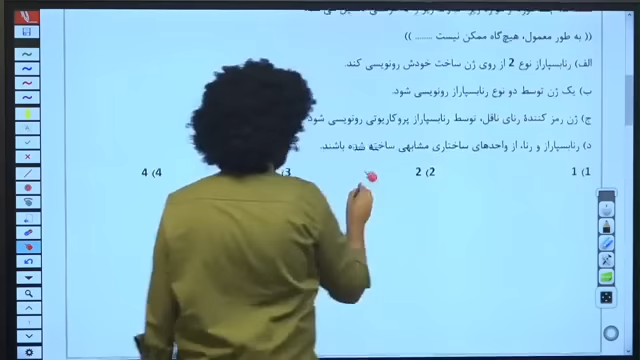 (( به طور معمول، هیچ‌گاه ممکن نیست ........ ))
الف) رنابسپاراز نوع 2 از روی ژن ساخت خودش رونویسی کند.
ب) یک ژن توسط دو نوع رنابسپاراز رونویسی شود.
ج) ژن رمز کنندهٔ رنای ناقل، توسط رنابسپاراز پروکاریوتی رونویسی شود
د) رنابسپاراز و رنا، از واحدهای ساختاری مشابهی ساخته شده باشند.
1 (1 2 (2 3 (3 4 (4